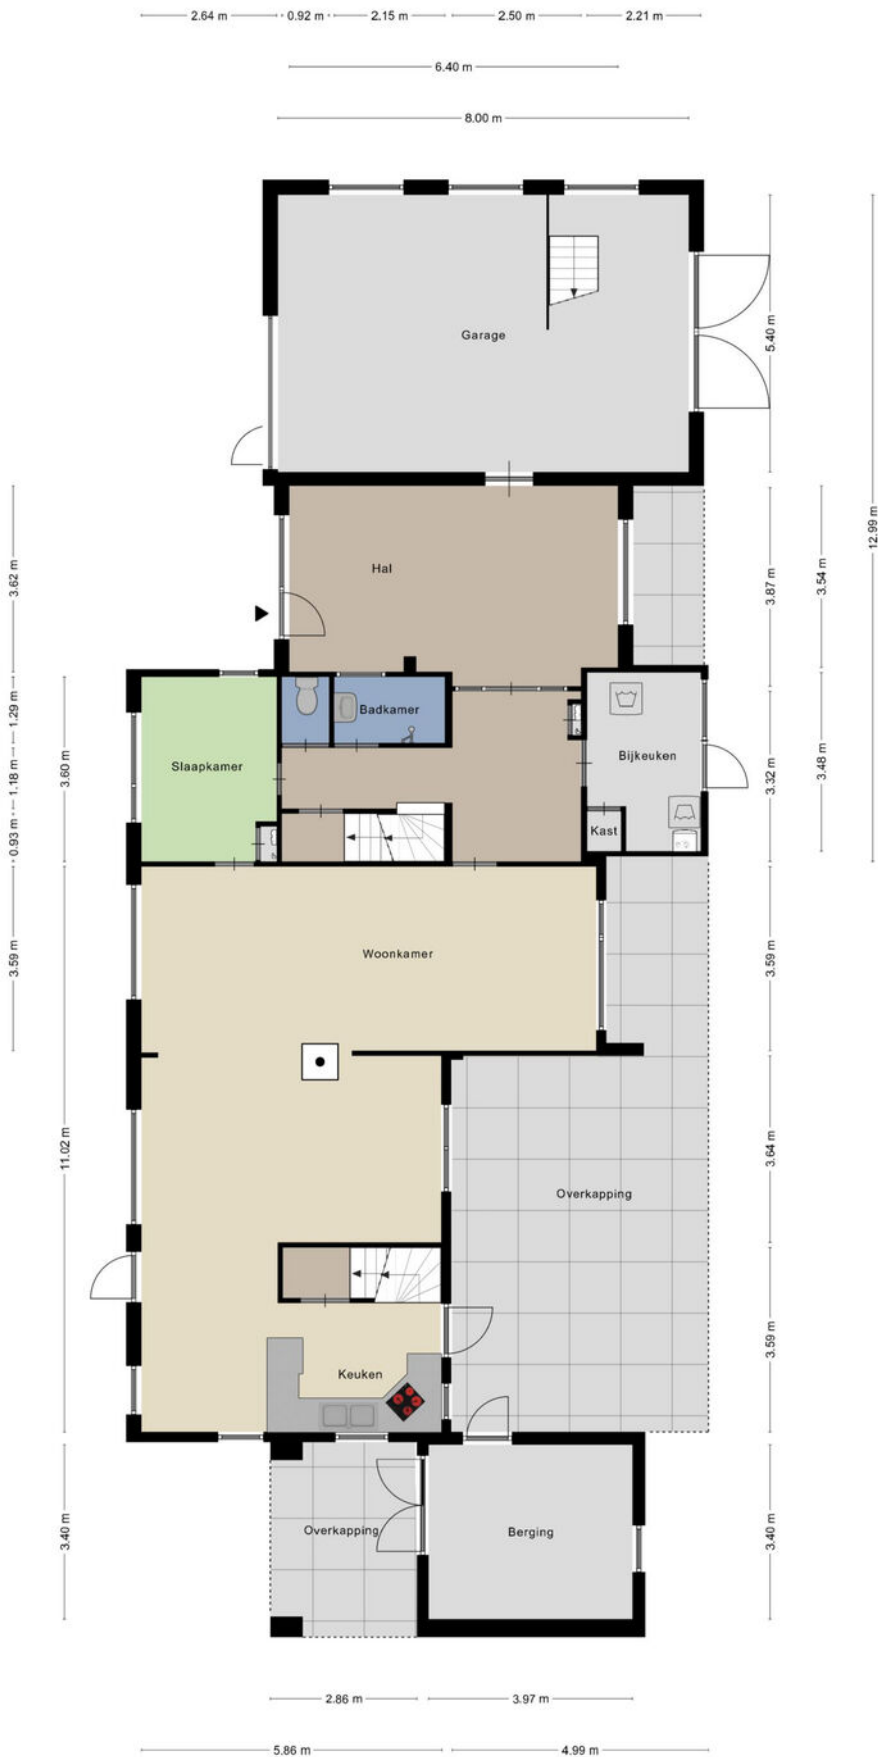 2.64 m 0.92 m 2.15 m 2.50 m 2.21 m
6.40 m
8.00 m
Garage
5.40 m
12.99 m
3.62 m
Hal
3.87 m
3.54 m
1.29 m
1.18 m
0.93 m
3.60 m
Badkamer
Slaapkamer
Bijkeuken
Kast
3.32 m
3.48 m
3.59 m
Woonkamer
3.59 m
11.02 m
Overkapping
3.64 m
Keuken
3.59 m
3.40 m
Overkapping
Berging
3.40 m
2.86 m 3.97 m
5.86 m 4.99 m